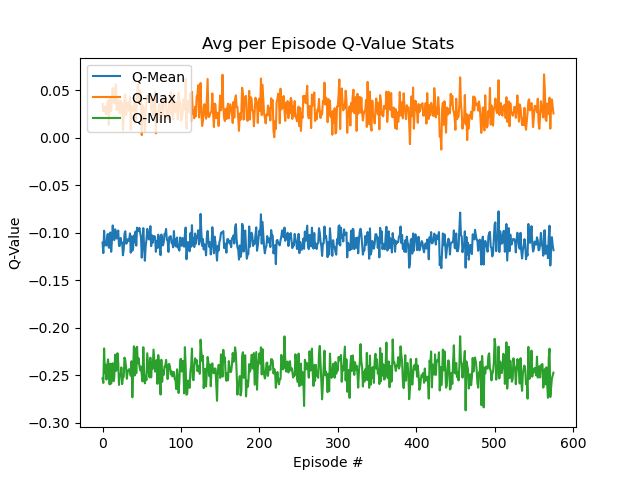 Avg per Episode Q-Value Stats
Q-Mean
Q-Max
Q-Min
0.05
0.00
−0.05
−0.10
−0.15
−0.20
−0.25
−0.30
Q-Value
0 100 200 300 400 500 600
Episode #